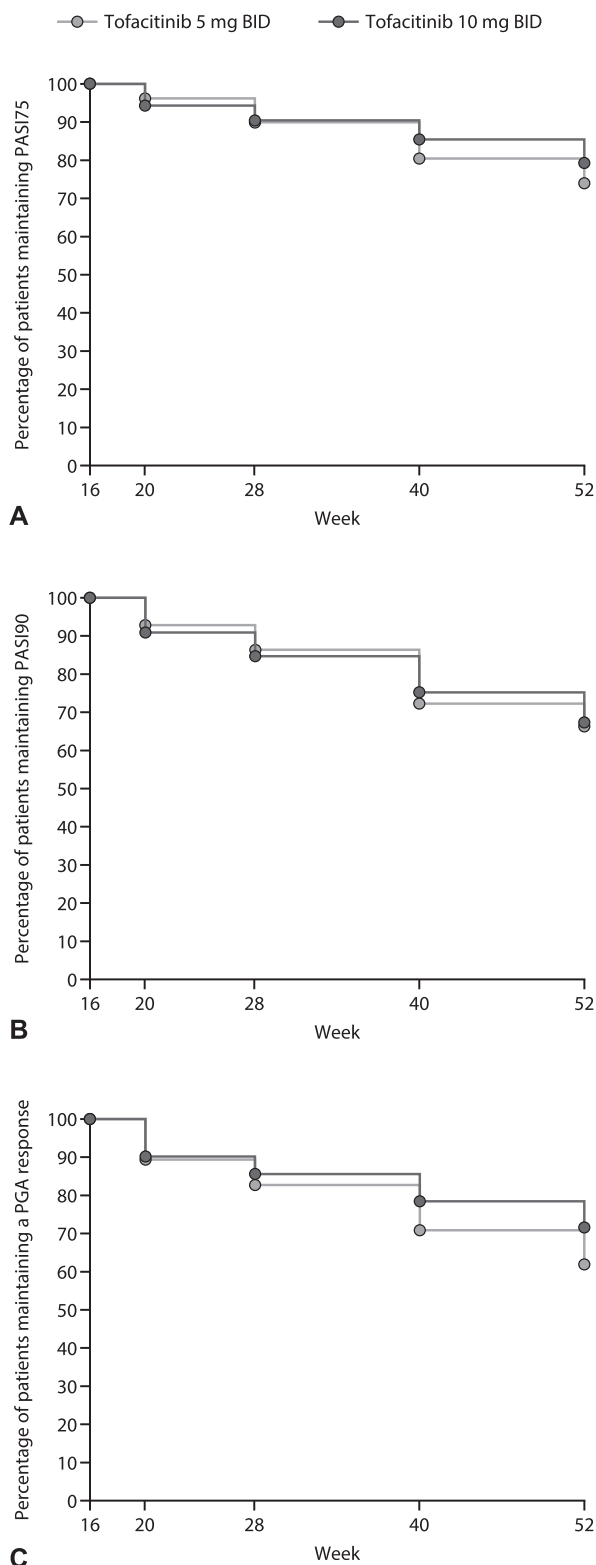 Tofacitinib 5 mg BID Tofacitinib 10 mg BID
Percentage of patients maintaining PASI75
100
90
80
70
60
50
40
30
20
10
0
16 20 28 40 52
Week
A
Percentage of patients maintaining PASI90
100
90
80
70
60
50
40
30
20
10
0
16 20 28 40 52
Week
B
Percentage of patients maintaining a PGA response
100
90
80
70
60
50
40
30
20
10
0
16 20 28 40 52
Week
C